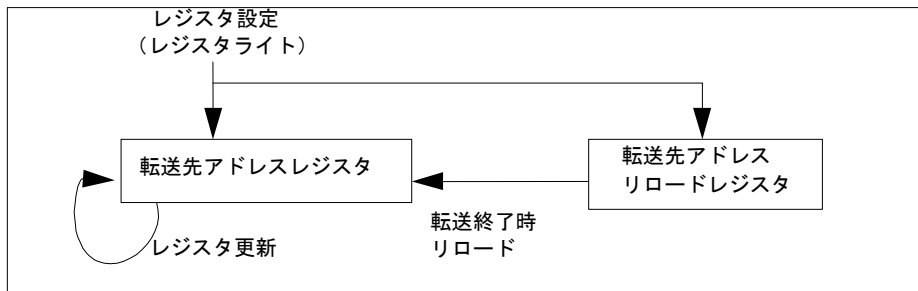 レジスタ設定
（レジスタライト）
転送先アドレスレジスタ
転送先アドレス
リロードレジスタ
転送終了時
リロード
レジスタ更新